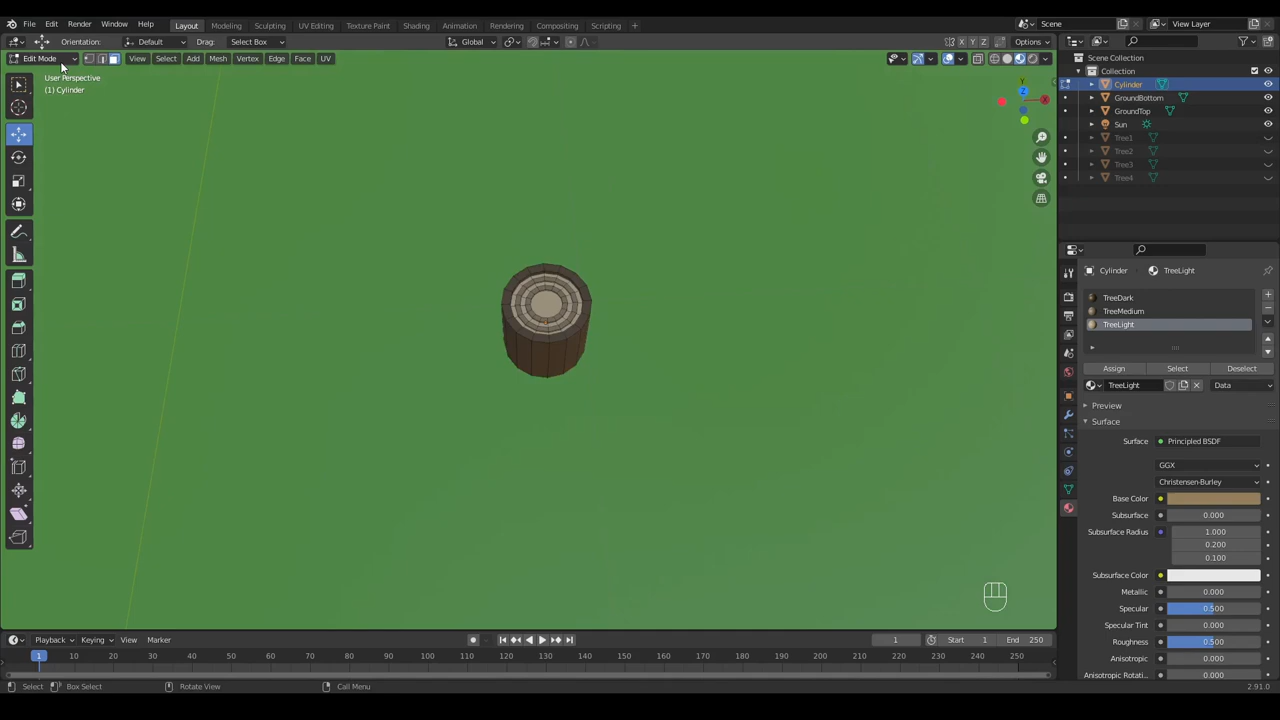 File Edit Render Window Help Layout Modeling Sculpting UV Editing Texture Paint Shading Animation Rendering Compositing Scripting + Scene View Layer
Orientation: Default Drag: Select Box Global X Y Z Options
Edit Mode View Select Add Mesh Vertex Edge Face UV
User Perspective
(1) Cylinder
Y
Z
X
Scene Collection
Collection
Cylinder
GroundBottom
GroundTop
Sun
Tree1
Tree2
Tree3
Tree4
Cylinder TreeLight
TreeDark
TreeMedium
TreeLight
Assign Select Deselect
TreeLight Data
Preview
Surface
Surface: Principled BSDF
GGX
Christensen-Burley
Base Color
Subsurface: 0.000
Subsurface Radius: 1.000
0.200
0.100
Subsurface Color
Metallic: 0.000
Specular: 0.500
Specular Tint: 0.000
Roughness: 0.500
Anisotropic: 0.000
Anisotropic Rotati.. 0.000
Playback Keying View Marker 1 Start 1 End 250
1 10 20 30 40 50 60 70 80 90 100 110 120 130 140 150 160 170 180 190 200 210 220 230 240 250
Select Box Select Rotate View Call Menu 2.91.0